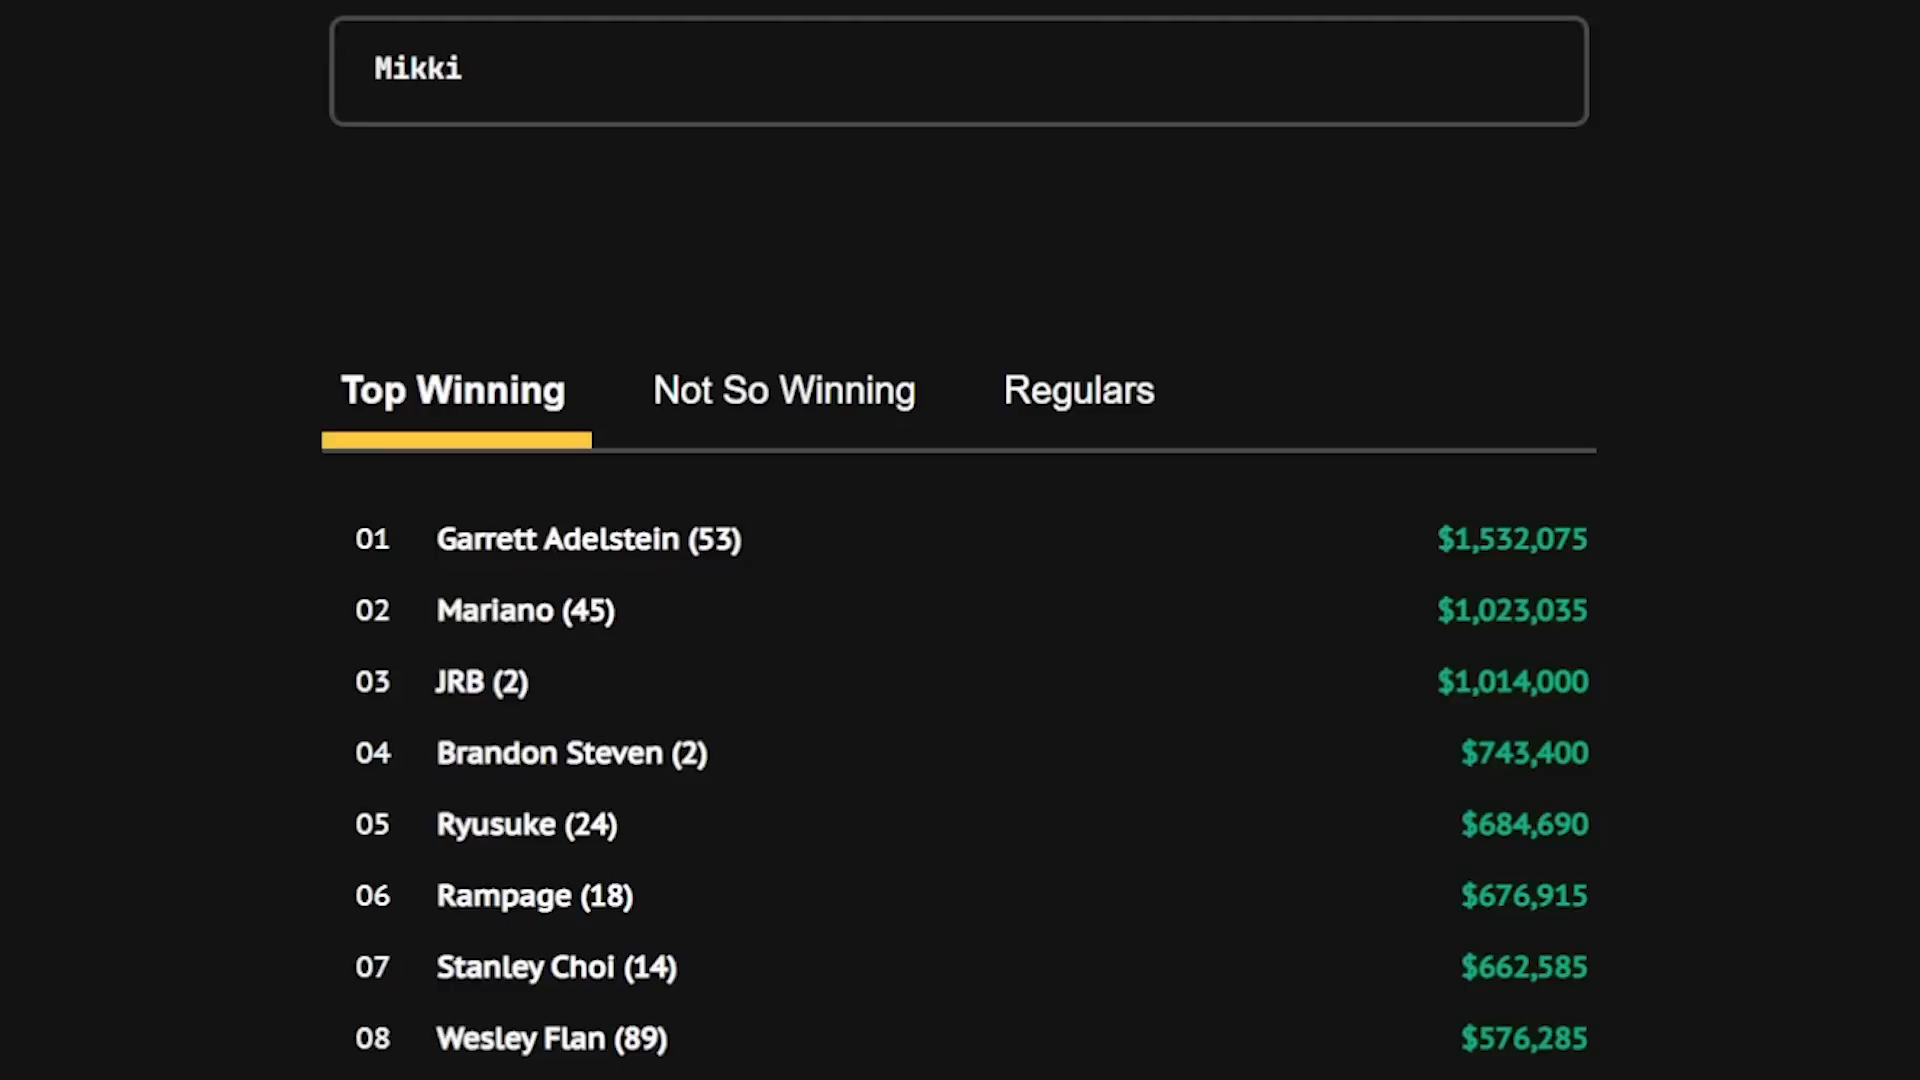 Mikki
Top Winning Not So Winning Regulars
01 Garrett Adelstein (53) $1,532,075
02 Mariano (45) $1,023,035
03 JRB (2) $1,014,000
04 Brandon Steven (2) $743,400
05 Ryusuke (24) $684,690
06 Rampage (18) $676,915
07 Stanley Choi (14) $662,585
08 Wesley Flan (89) $576,285